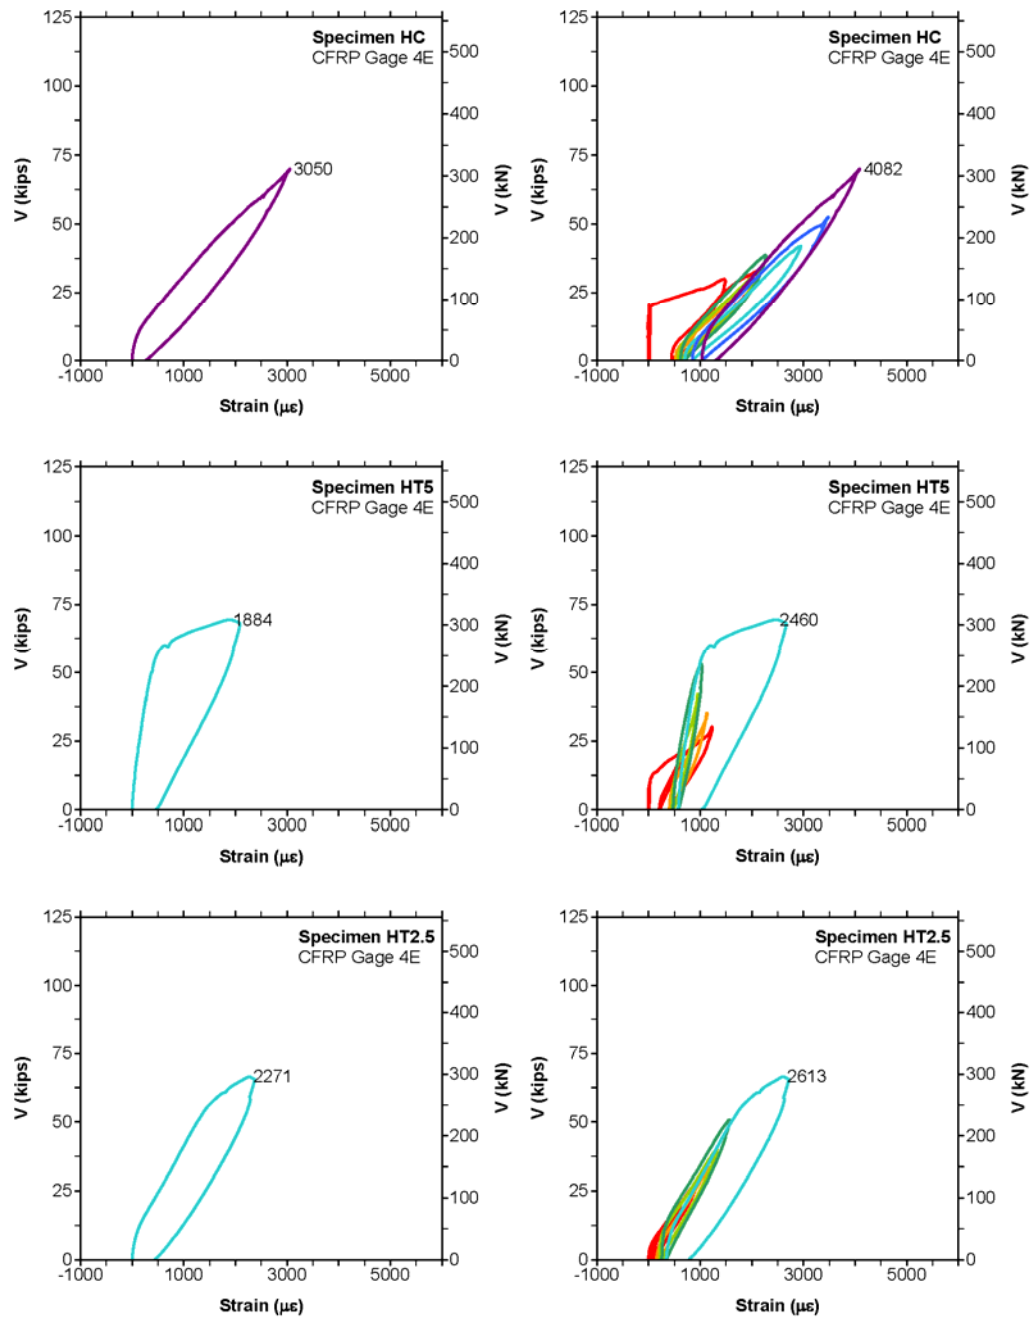 125
100
75
50
25
0
V (kips)
Specimen HC
CFRP Gage 4E
3050
500
400
300
200
100
0
V (kN)
-1000 1000 3000 5000
Strain (με)
125
100
75
50
25
0
V (kips)
Specimen HC
CFRP Gage 4E
4082
500
400
300
200
100
0
V (kN)
-1000 1000 3000 5000
Strain (με)
125
100
75
50
25
0
V (kips)
Specimen HT5
CFRP Gage 4E
1884
500
400
300
200
100
0
V (kN)
-1000 1000 3000 5000
Strain (με)
125
100
75
50
25
0
V (kips)
Specimen HT5
CFRP Gage 4E
2460
500
400
300
200
100
0
V (kN)
-1000 1000 3000 5000
Strain (με)
125
100
75
50
25
0
V (kips)
Specimen HT2.5
CFRP Gage 4E
2271
500
400
300
200
100
0
V (kN)
-1000 1000 3000 5000
Strain (με)
125
100
75
50
25
0
V (kips)
Specimen HT2.5
CFRP Gage 4E
2613
500
400
300
200
100
0
V (kN)
-1000 1000 3000 5000
Strain (με)